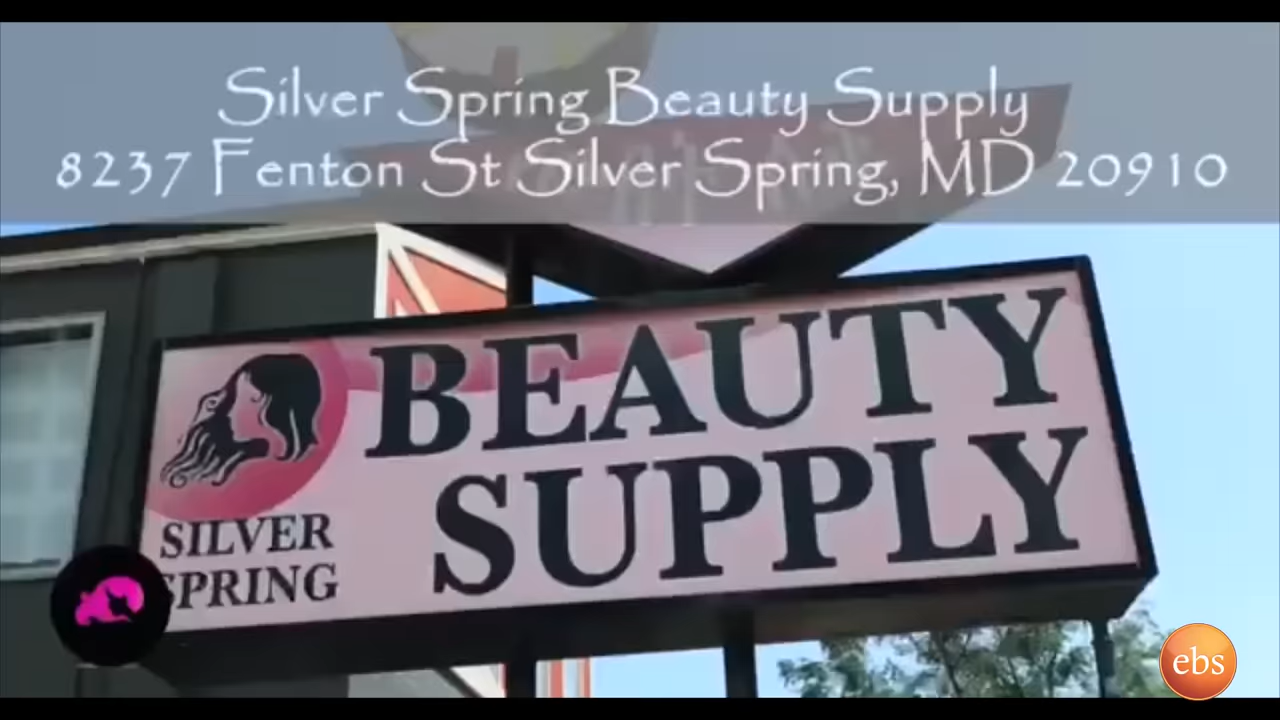 Silver Spring Beauty Supply
8237 Fenton St Silver Spring, MD 20910
BEAUTY
SUPPLY
SILVER
SPRING
ebs